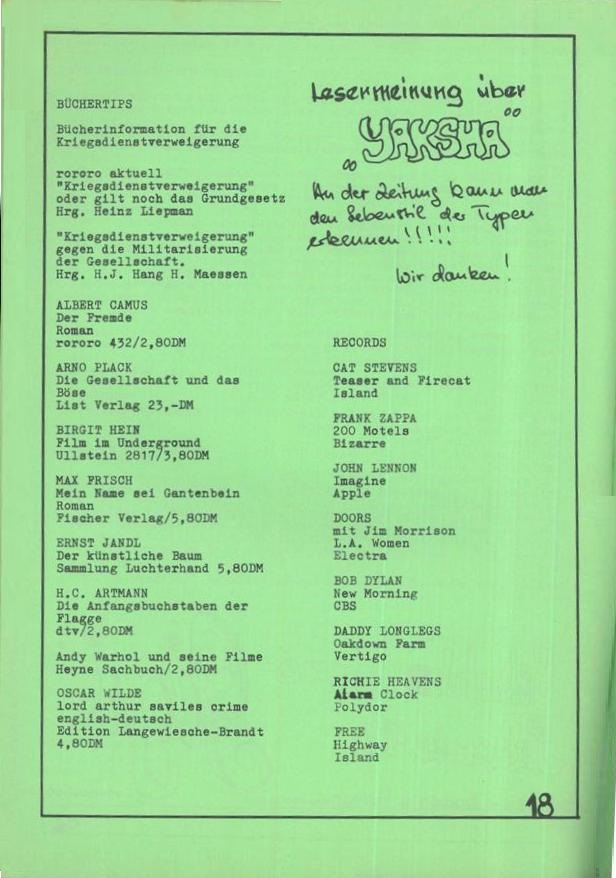 BÜCHERTIPS
Bücherinformation für die
Kriegsdienstverweigerung
rororo aktuell
"Kriegsdienstverweigerung"
oder gilt noch das Grundgesetz
Hrg. Heinz Liepman
"Kriegsdienstverweigerung"
gegen die Militarisierung
der Gesellschaft.
Hrg. H.J. Hang H. Maessen
ALBERT CAMUS
Der Fremde
Roman
rororo 432/2,80DM
ARNO PLACK
Die Gesellschaft und das
Böse
List Verlag 23,-DM
BIRGIT HEIN
Film im Underground
Ullstein 2817/3,80DM
MAX FRISCH
Mein Name sei Gantenbein
Roman
Fischer Verlag/5,80DM
ERNST JANDL
Der künstliche Baum
Sammlung Luchterhand 5,80DM
H.C. ARTMANN
Die Anfangsbuchstaben der
Flagge
dtv/2,80DM
Andy Warhol und seine Filme
Heyne Sachbuch/2,80DM
OSCAR WILDE
lord arthur saviles crime
english-deutsch
Edition Langewiesche-Brandt
4,80DM
Lesermeinung über
"YAKSHA"
An der Zeitung kann man
den Lebenstil der Typen
erkennen!!!!!
Wir danken!
RECORDS
CAT STEVENS
Teaser and Firecat
Island
FRANK ZAPPA
200 Motels
Bizarre
JOHN LENNON
Imagine
Apple
DOORS
mit Jim Morrison
L.A. Women
Electra
BOB DYLAN
New Morning
CBS
DADDY LONGLEGS
Oakdown Farm
Vertigo
RICHIE HEAVENS
Alarm Clock
Polydor
FREE
Highway
Island
18